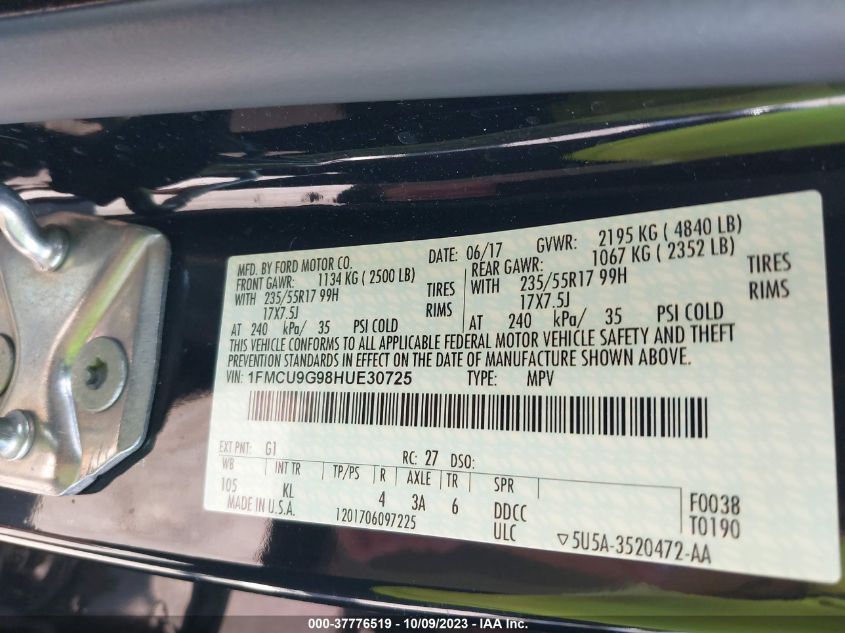 MFD. BY FORD MOTOR CO. DATE: 06/17 GVWR: 2195 KG ( 4840 LB)
FRONT GAWR: 1134 KG ( 2500 LB) REAR GAWR: 1067 KG ( 2352 LB)
WITH 235/55R17 99H TIRES WITH 235/55R17 99H TIRES
17X7.5J RIMS 17X7.5J RIMS
AT 240 kPa/ 35 PSI COLD AT 240 kPa/ 35 PSI COLD
THIS VEHICLE CONFORMS TO ALL APPLICABLE FEDERAL MOTOR VEHICLE SAFETY AND THEFT
PREVENTION STANDARDS IN EFFECT ON THE DATE OF MANUFACTURE SHOWN ABOVE.
VIN: 1FMCU9G98HUE30725 TYPE: MPV
EXT PNT: G1 RC: 27 DSO:
WB INT TR TP/PS R AXLE TR SPR
105 KL 4 3A 6 DDCC F0038
MADE IN U.S.A. 1201706097225 ULC T0190
▽5U5A-3520472-AA
000-37776519 - 10/09/2023 - IAA Inc.